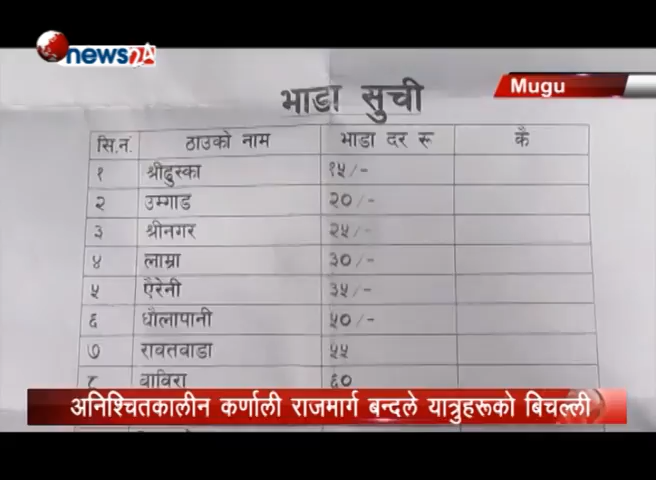 news24
Mugu
भाडा सुची
सि.नं. ठाउको नाम भाडा दर रू कै
१ श्रीढुस्का १५/-
२ उम्गाड २०/-
३ श्रीनगर २५/-
४ लाम्रा ३०/-
५ ऐरेनी ३५/-
६ धौलापानी ५०/-
७ रावतवाडा ५५
८ वाविरा ६०
अनिश्चितकालीन कर्णाली राजमार्ग बन्दले यात्रुहरूको बिचल्ली